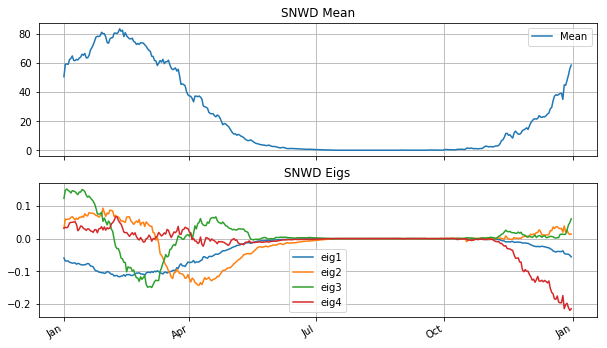 SNWD Mean
80
60
40
20
0
Mean
SNWD Eigs
0.1
0.0
−0.1
−0.2
eig1
eig2
eig3
eig4
Jan
Apr
Jul
Oct
Jan